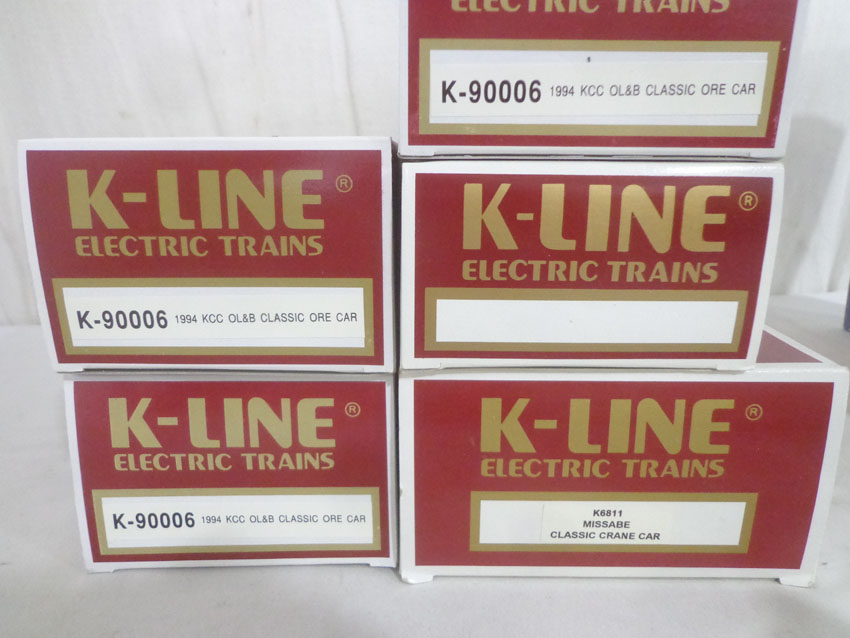 ELECTRIC TRAINS
K-90006 1994 KCC OL&B CLASSIC ORE CAR
K-LINE®
ELECTRIC TRAINS
K-90006 1994 KCC OL&B CLASSIC ORE CAR
K-LINE®
ELECTRIC TRAINS
K-LINE®
ELECTRIC TRAINS
K-90006 1994 KCC OL&B CLASSIC ORE CAR
K-LINE®
ELECTRIC TRAINS
K6811
MISSABE
CLASSIC CRANE CAR